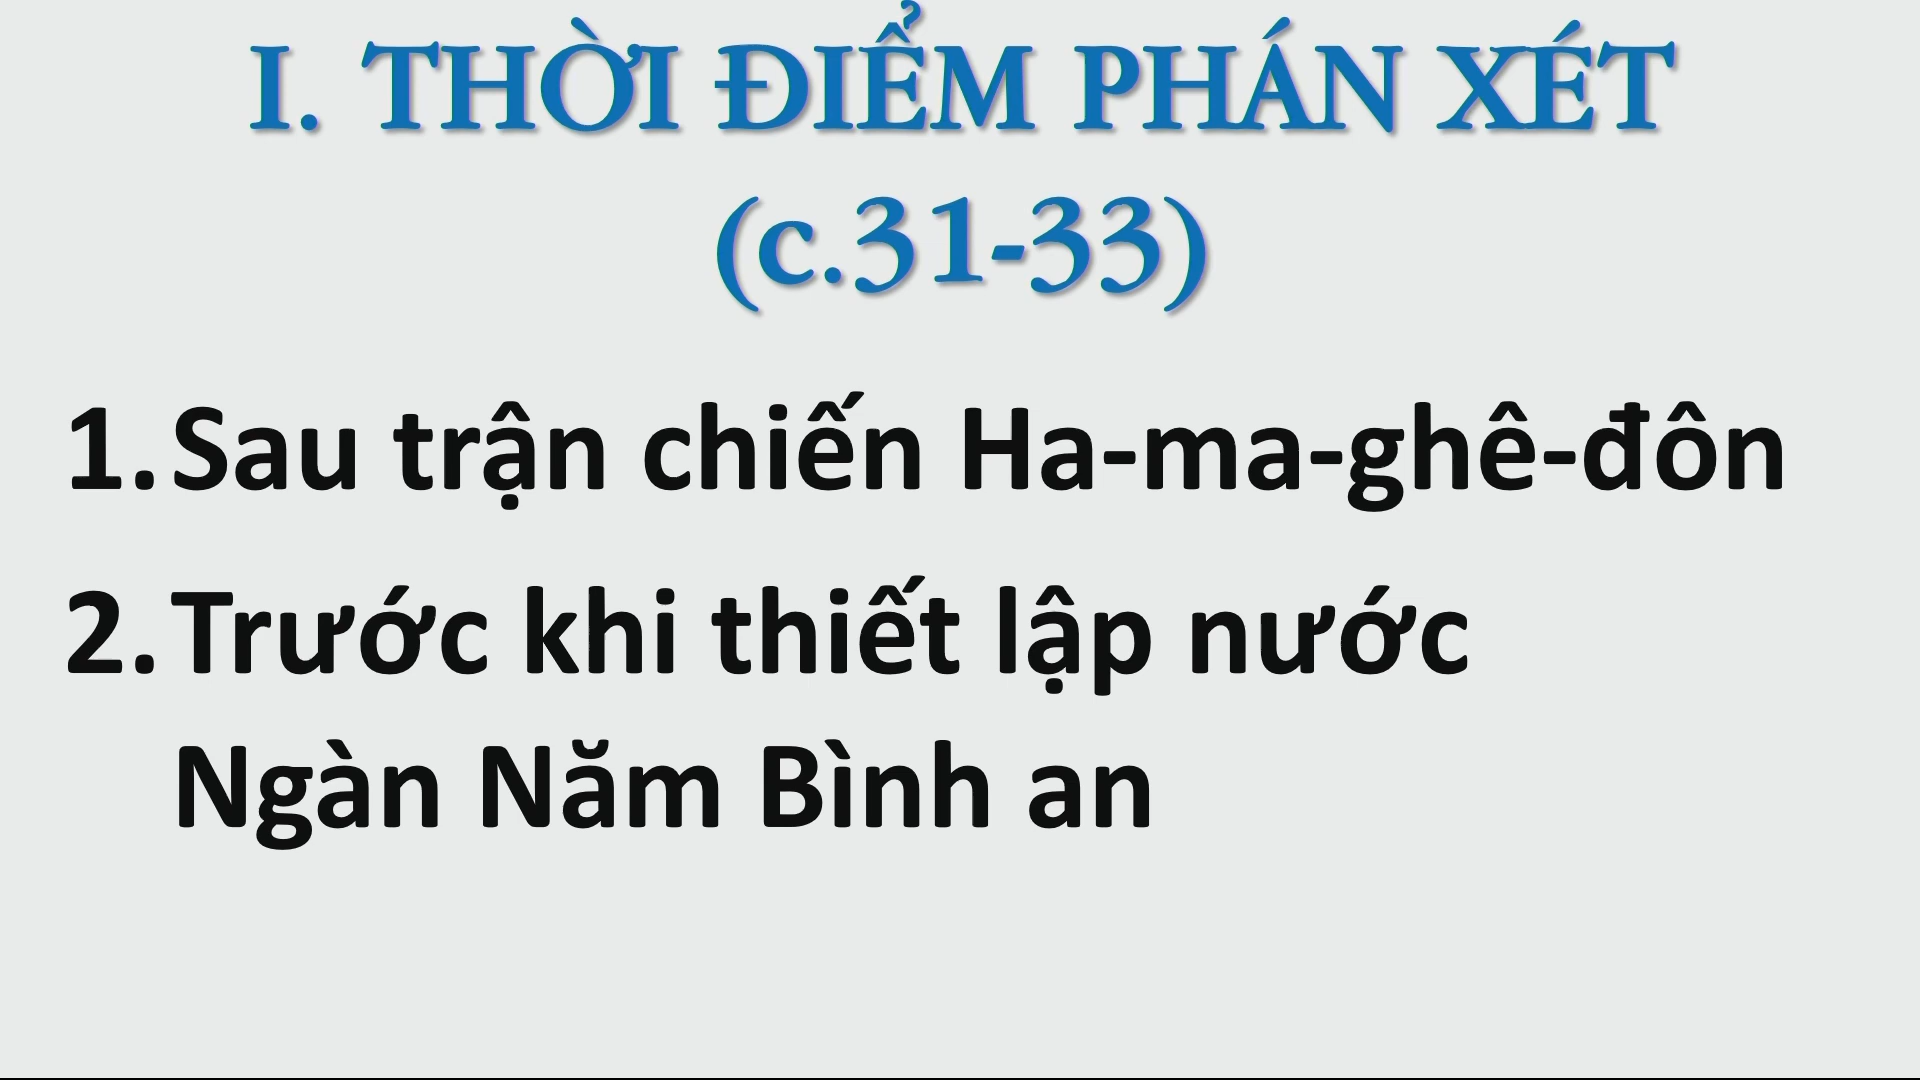 I. THỜI ĐIỂM PHÁN XÉT
(c.31-33)
1. Sau trận chiến Ha-ma-ghê-đôn
2. Trước khi thiết lập nước
Ngàn Năm Bình an